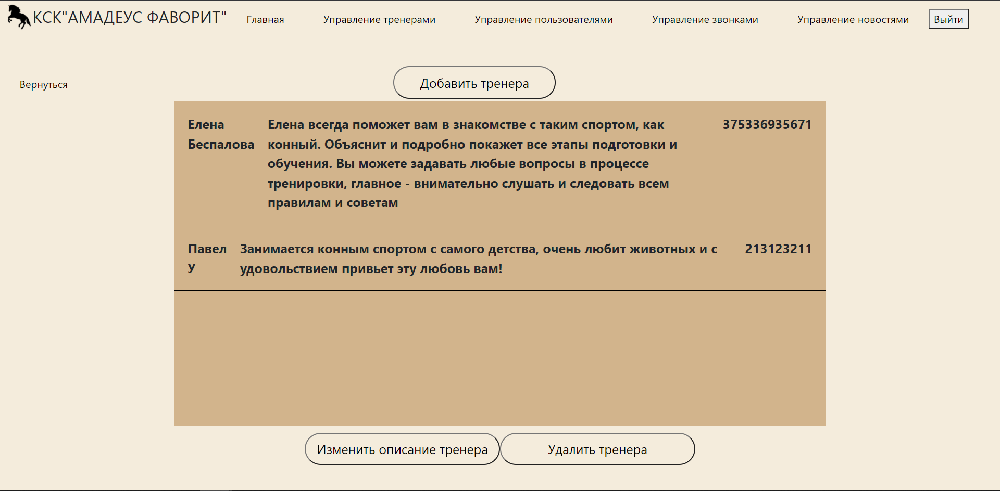 КСК"АМАДЕУС ФАВОРИТ"
Главная
Управление тренерами
Управление пользователями
Управление звонками
Управление новостями
Выйти
Вернуться
Добавить тренера
Елена
Беспалова
Елена всегда поможет вам в знакомстве с таким спортом, как
конный. Объяснит и подробно покажет все этапы подготовки и
обучения. Вы можете задавать любые вопросы в процессе
тренировки, главное - внимательно слушать и следовать всем
правилам и советам
375336935671
Павел
У
Занимается конным спортом с самого детства, очень любит животных и с
удовольствием привьет эту любовь вам!
213123211
Изменить описание тренера
Удалить тренера